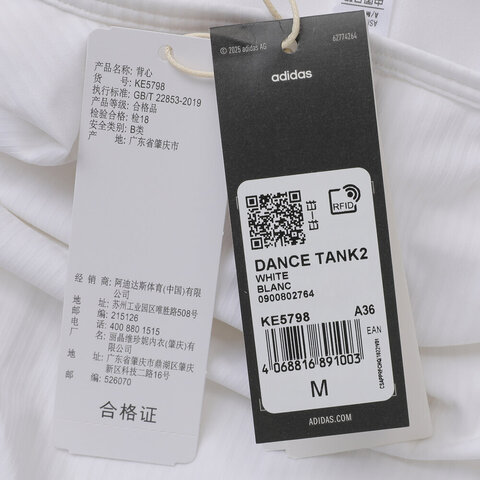 产品名称: 背心
货 号: KE5798
执行标准: GB/T 22853-2019
产品等级: 合格品
检验合格: 检18
安全类别: B类
产 地: 广东省肇庆市
经 销 商: 阿迪达斯体育(中国)有限
公司
地 址: 苏州工业园区唯胜路508号
邮 编: 215126
电 话: 400 880 1515
厂 名: 丽晶维珍妮内衣(肇庆)有
限公司
地 址: 广东省肇庆市鼎湖区肇庆
新区科技二路16号
邮 编: 526070
合格证
© 2025 adidas AG
62774264
adidas
RFID
DANCE TANK2
WHITE
BLANC
0900802764
KE5798 A36
EAN
4 068816 891003
M
ADIDAS.COM